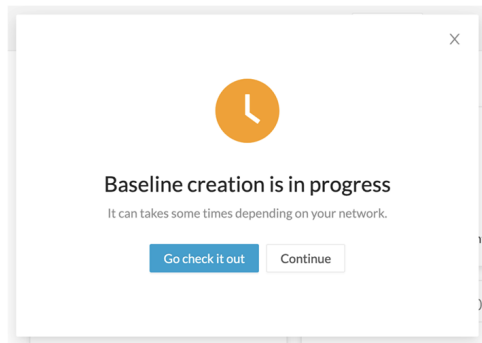 Baseline creation is in progress
It can takes some times depending on your network.
Go check it out
Continue